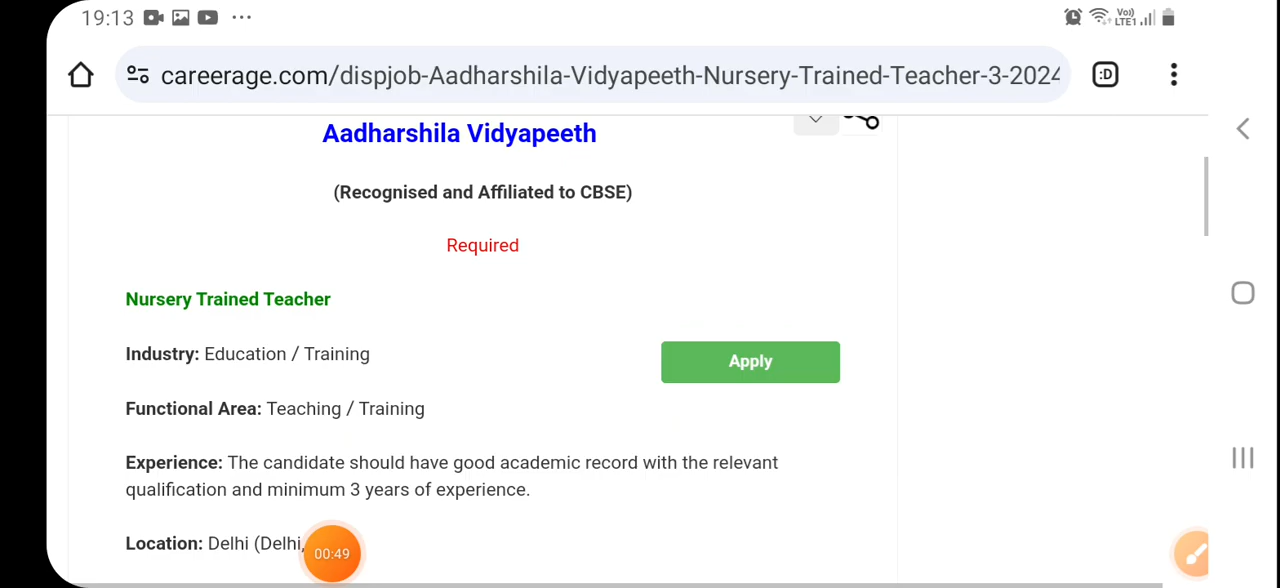 19:13
Vo)
LTE1
careerage.com/dispjob-Aadharshila-Vidyapeeth-Nursery-Trained-Teacher-3-2024
:D
Aadharshila Vidyapeeth
(Recognised and Affiliated to CBSE)
Required
Nursery Trained Teacher
Industry: Education / Training
Apply
Functional Area: Teaching / Training
Experience: The candidate should have good academic record with the relevant
qualification and minimum 3 years of experience.
Location: Delhi (Delhi,
00:49